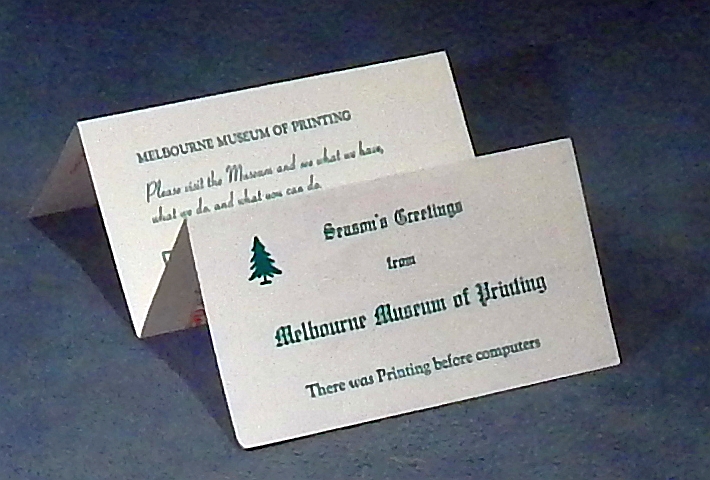 MELBOURNE MUSEUM OF PRINTING
Please visit the Museum and see what we have,
what we do, and what you can do.
Season's Greetings
from
Melbourne Museum of Printing
There was Printing before computers